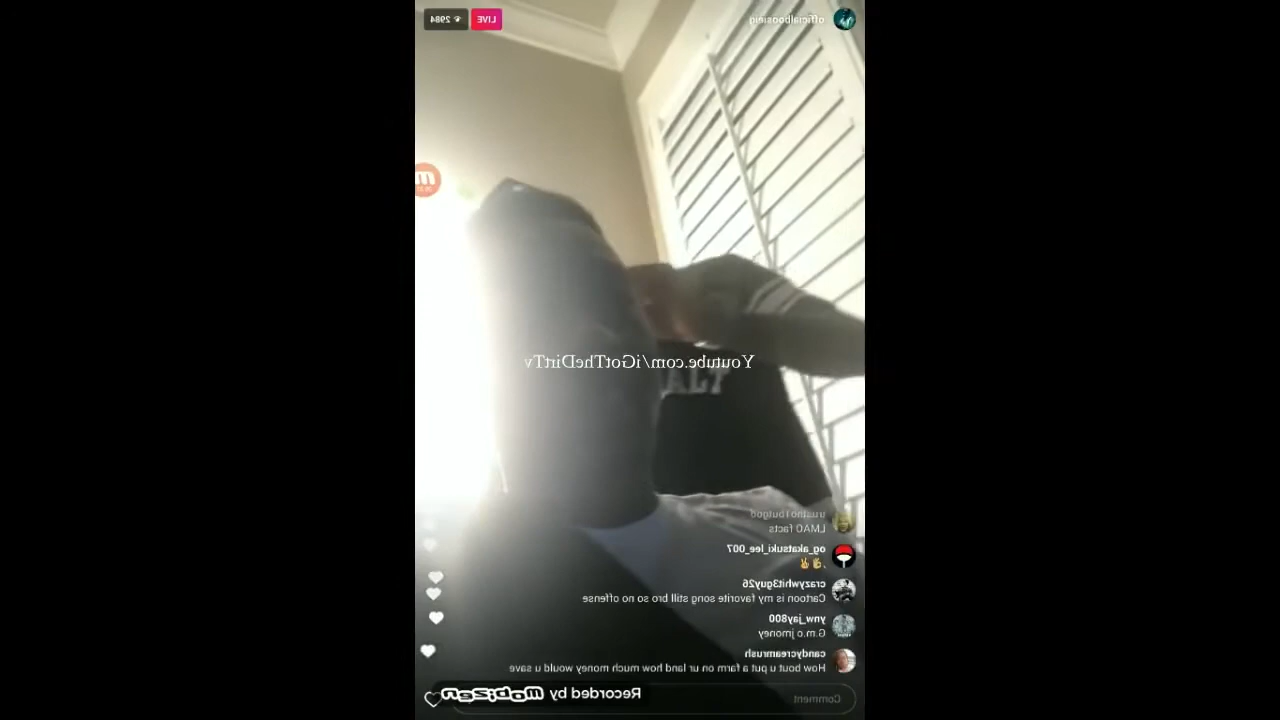 officialboosieig
LIVE 2984
Youtube.com/iGotTheDirtTv
LMAO facts
og_akatsuki_lee_007
.👌✌
crazywhit3guy26
Cartoon is my favorite song still bro so no offense
ynw_jay800
G.m.o jmoney
candycreamrush
How bout u put a farm on ur land how much money would u save
Comment
Recorded by mobizen